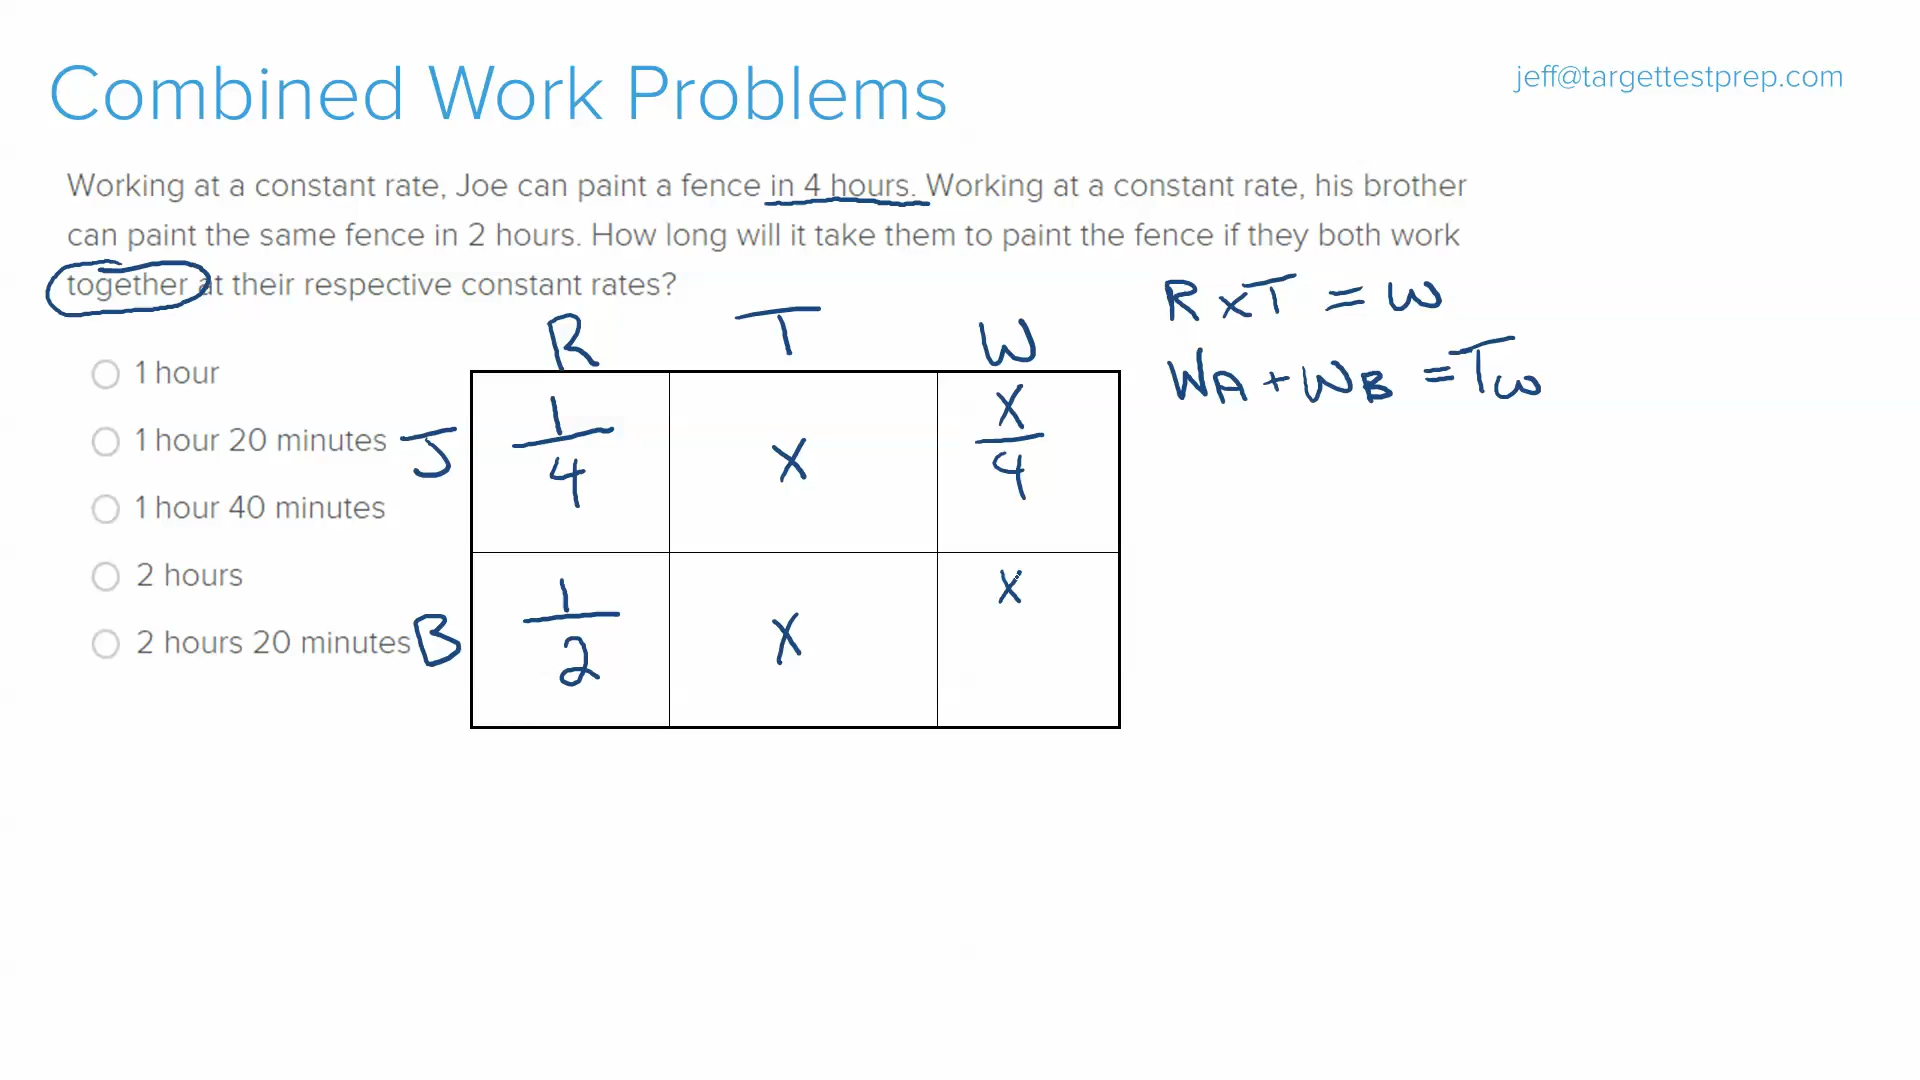 Combined Work Problems
jeff@targettestprep.com
Working at a constant rate, Joe can paint a fence in 4 hours. Working at a constant rate, his brother
can paint the same fence in 2 hours. How long will it take them to paint the fence if they both work
together at their respective constant rates?
R x T = W
WA + WB = Tw
1 hour
1 hour 20 minutes
1 hour 40 minutes
2 hours
2 hours 20 minutes
R T W
J 1/4 x x/4
B 1/2 x x